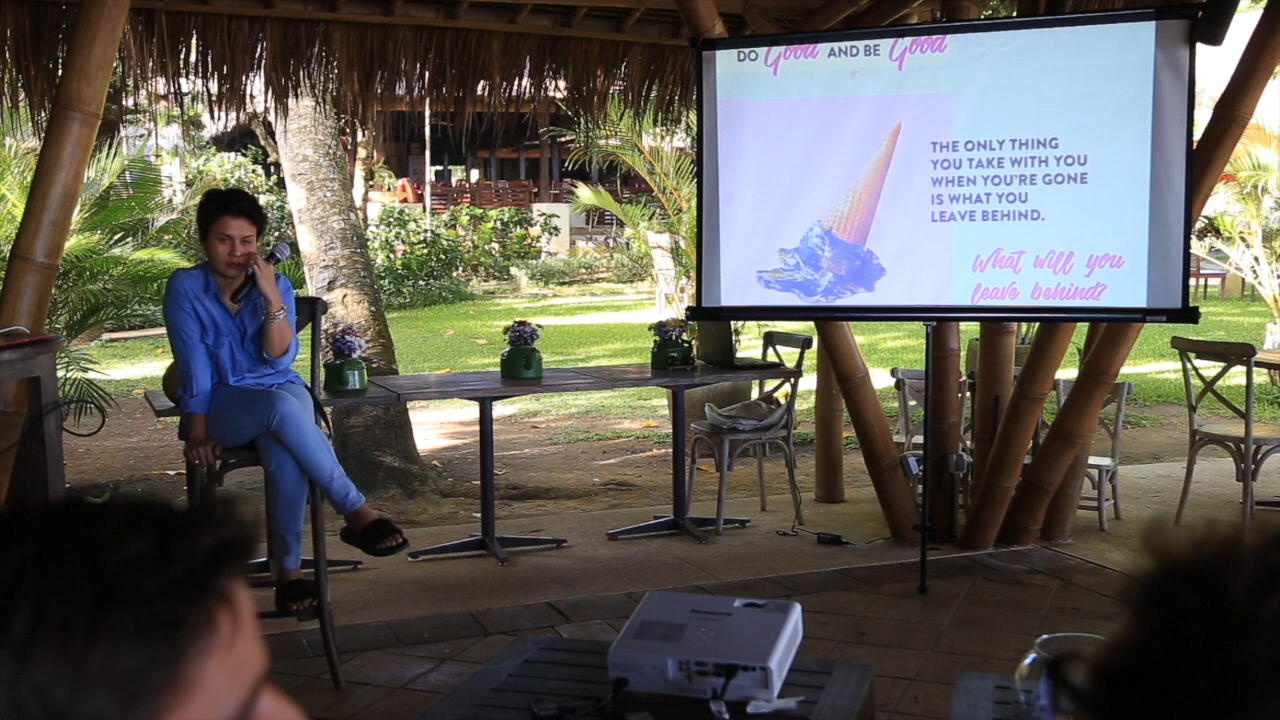 DO Good AND BE Good
THE ONLY THING
YOU TAKE WITH YOU
WHEN YOU'RE GONE
IS WHAT YOU
LEAVE BEHIND.
What will you
leave behind?